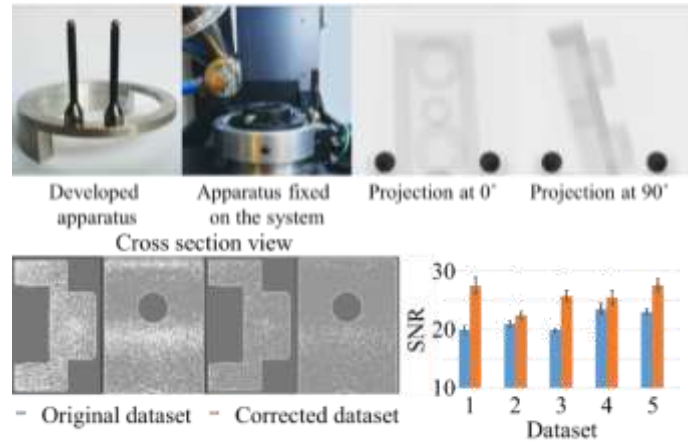 Developed
apparatus
Apparatus fixed
on the system
Projection at 0˚
Projection at 90˚
Cross section view
Original dataset
Corrected dataset
SNR
30
20
10
1 2 3 4 5
Dataset